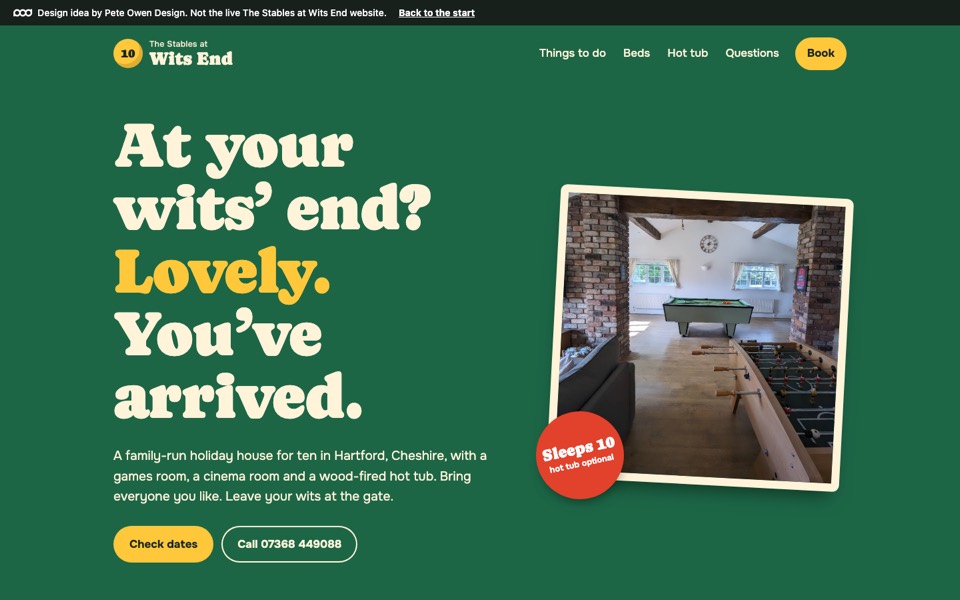 Design idea by Pete Owen Design. Not the live The Stables at Wits End website. Back to the start
10
The Stables at
Wits End
Things to do
Beds
Hot tub
Questions
Book
At your
wits’ end?
Lovely.
You’ve
arrived.
A family-run holiday house for ten in Hartford, Cheshire, with a
games room, a cinema room and a wood-fired hot tub. Bring
everyone you like. Leave your wits at the gate.
Check dates
Call 07368 449088
Sleeps 10
hot tub optional